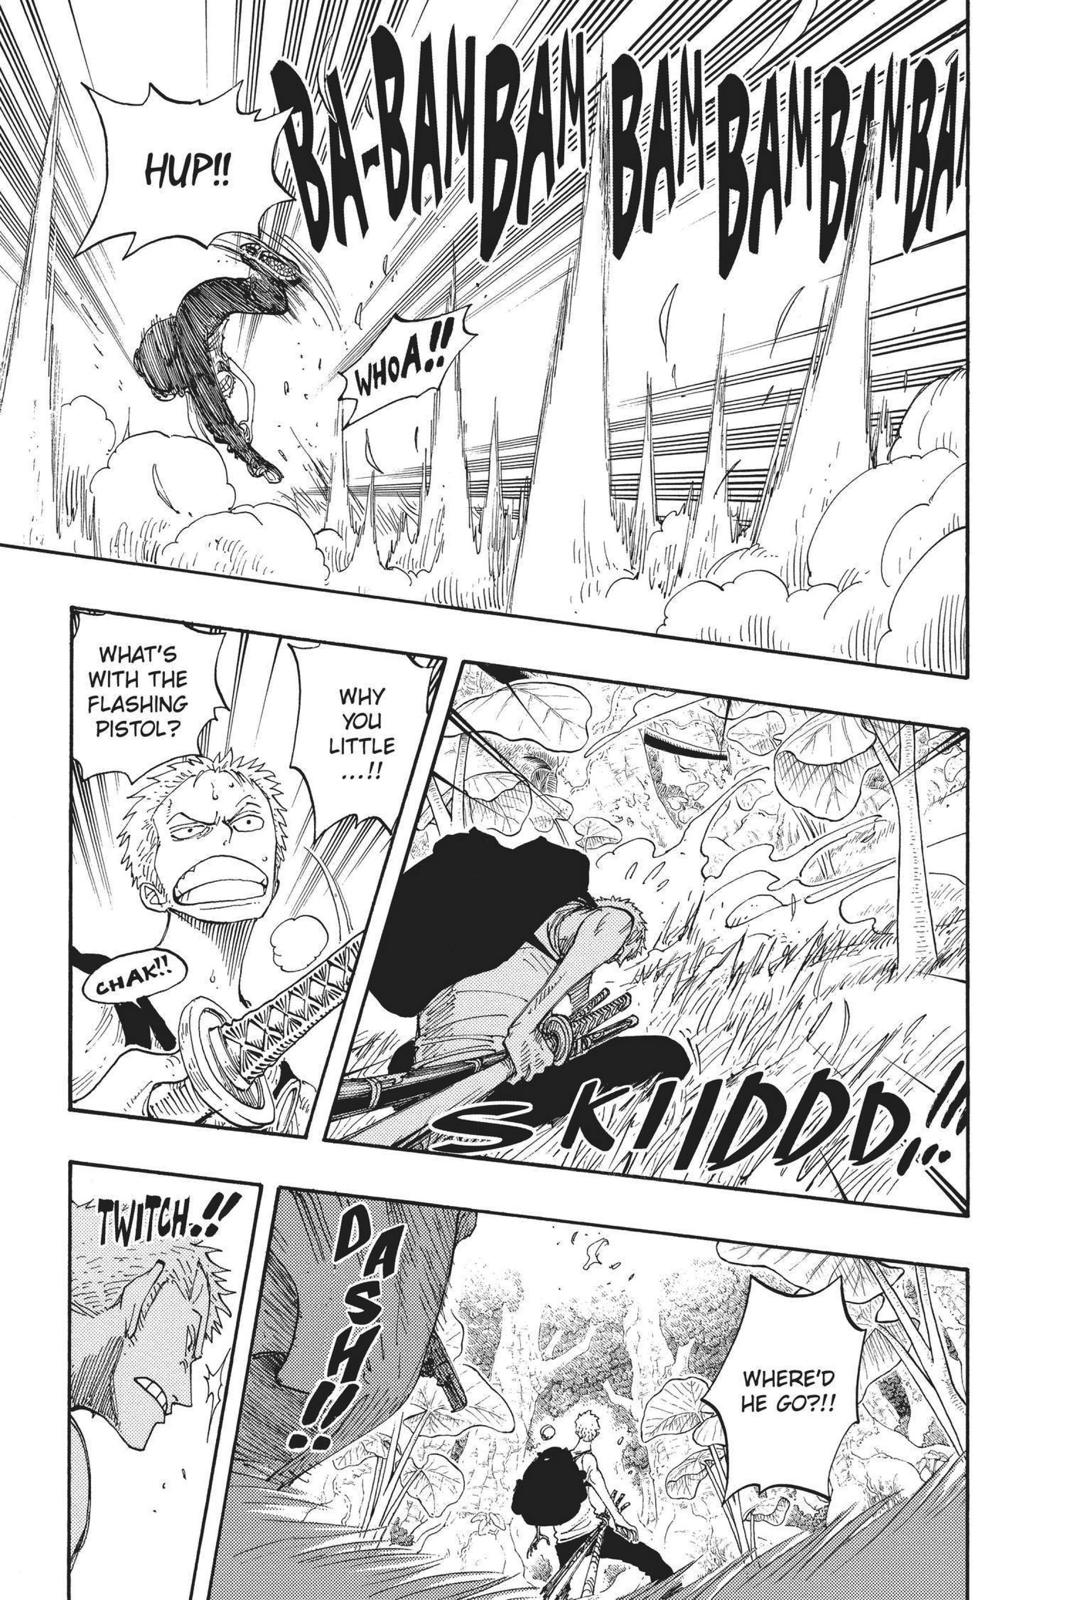 BA-BAMBAM BAM BAMBAMBA
WHOA!!
HUP!!
SKIIDDD!!!
WHY
YOU
LITTLE
...!!
WHAT'S
WITH THE
FLASHING
PISTOL?
CHAK!!
WHERE'D
HE GO?!!
DASH!!
TWITCH!!